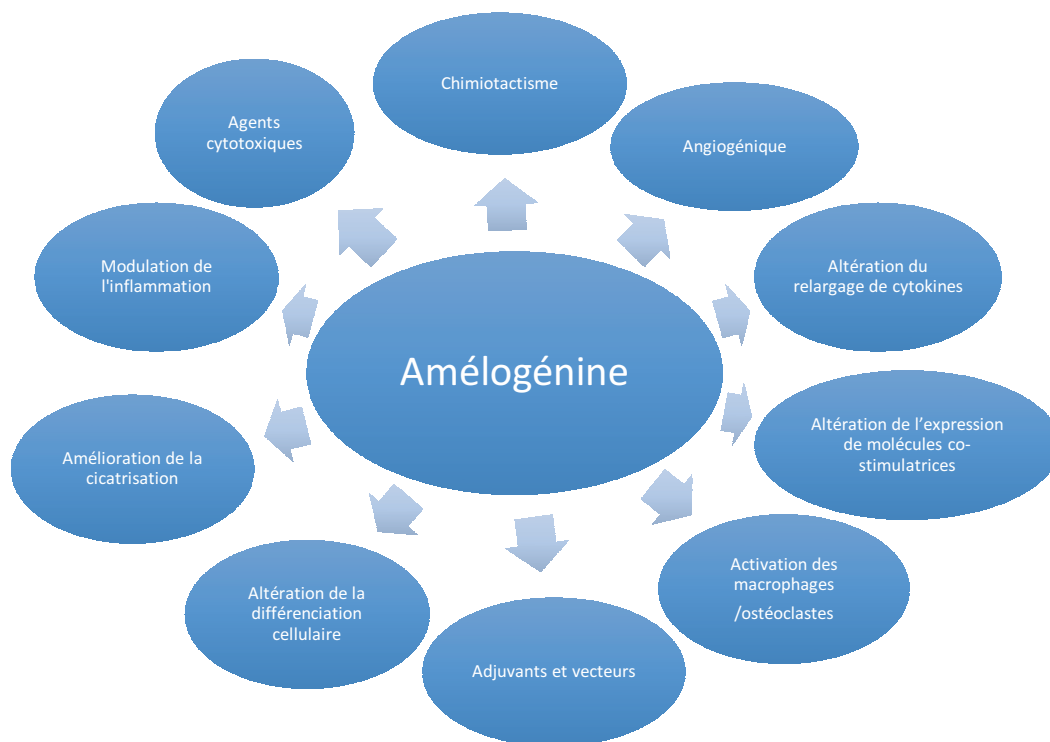 Chimiotactisme
Angiogénique
Altération du
relargage de cytokines
Altération de l’expression
de molécules co-
stimulatrices
Activation des
macrophages
/ostéoclastes
Adjuvants et vecteurs
Altération de la
différenciation
cellulaire
Amélioration de la
cicatrisation
Modulation de
l'inflammation
Agents
cytotoxiques
Amélogénine